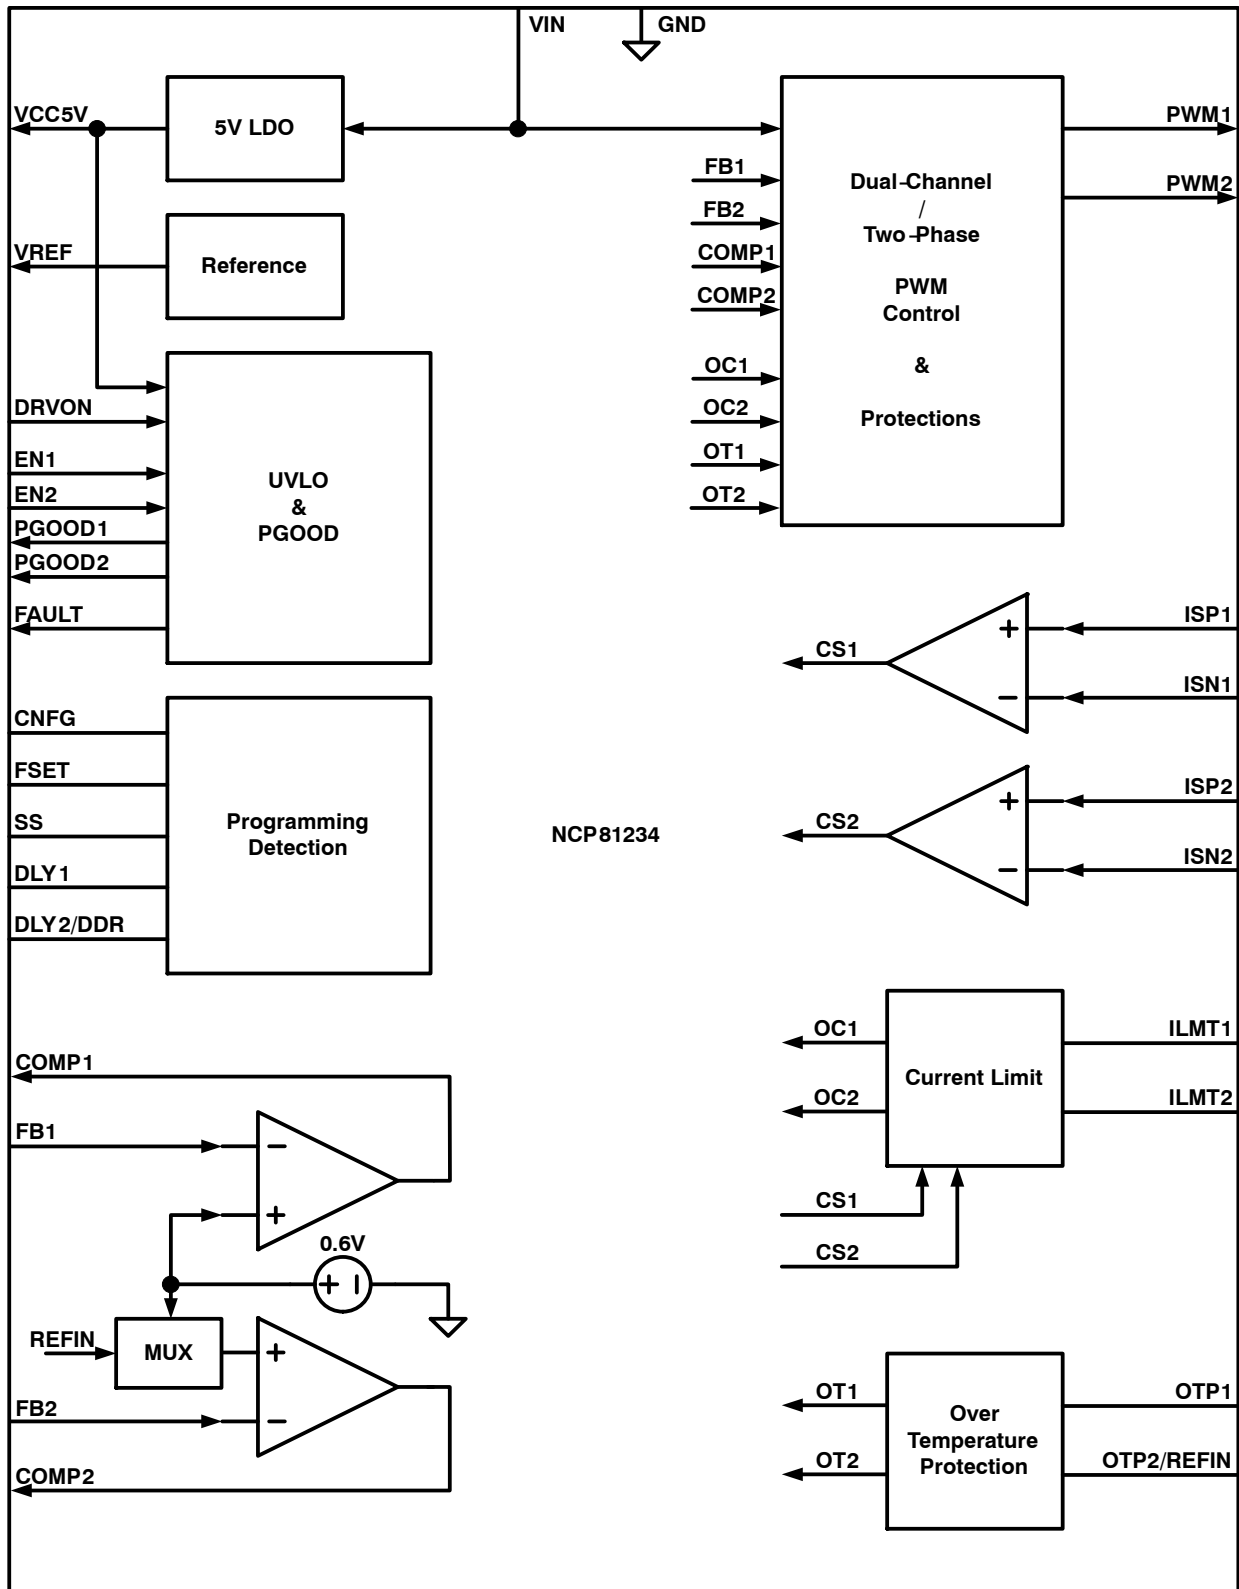 VIN
GND
VCC5V
5V LDO
PWM1
FB1
Dual-Channel
/
Two-Phase
PWM
Control
&
Protections
PWM2
FB2
VREF
Reference
COMP1
COMP2
OC1
OC2
OT1
OT2
DRVON
EN1
EN2
PGOOD1
PGOOD2
FAULT
UVLO
&
PGOOD
CS1
+
−
ISP1
ISN1
CNFG
FSET
SS
DLY1
DLY2/DDR
Programming
Detection
NCP81234
CS2
+
−
ISP2
ISN2
OC1
OC2
Current Limit
ILMT1
ILMT2
CS1
CS2
COMP1
FB1
−
+
0.6V
+ −
REFIN
MUX
+
−
FB2
COMP2
OT1
OT2
Over
Temperature
Protection
OTP1
OTP2/REFIN